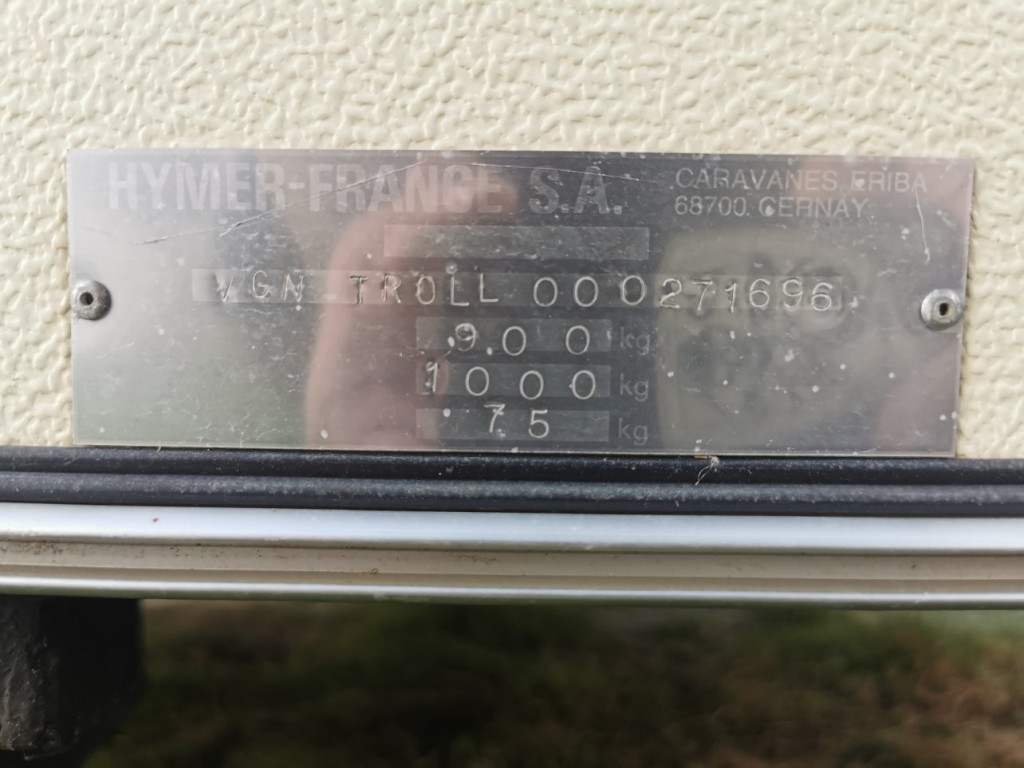 HYMER-FRANCE S.A.
CARAVANES ERIBA
68700 CERNAY
VGN TROLL 000271696
900 kg
1000 kg
75 kg